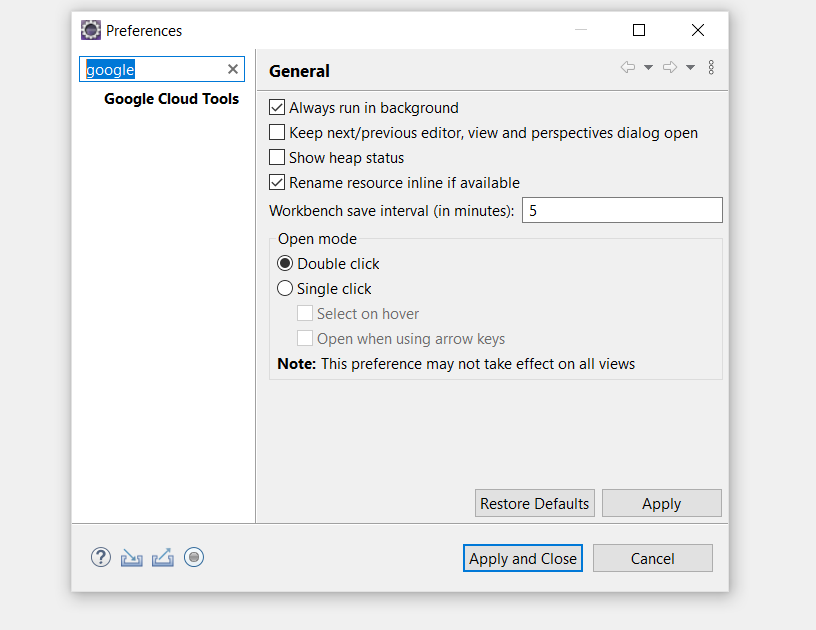 Preferences
google
Google Cloud Tools
General
Always run in background
Keep next/previous editor, view and perspectives dialog open
Show heap status
Rename resource inline if available
Workbench save interval (in minutes): 5
Open mode
Double click
Single click
Select on hover
Open when using arrow keys
Note: This preference may not take effect on all views
Restore Defaults Apply
? Apply and Close Cancel